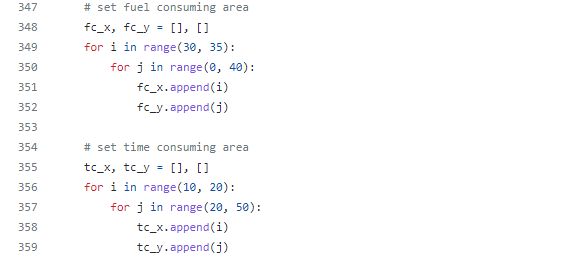 347 # set fuel consuming area
348 fc_x, fc_y = [], []
349 for i in range(30, 35):
350 for j in range(0, 40):
351 fc_x.append(i)
352 fc_y.append(j)
353
354 # set time consuming area
355 tc_x, tc_y = [], []
356 for i in range(10, 20):
357 for j in range(20, 50):
358 tc_x.append(i)
359 tc_y.append(j)